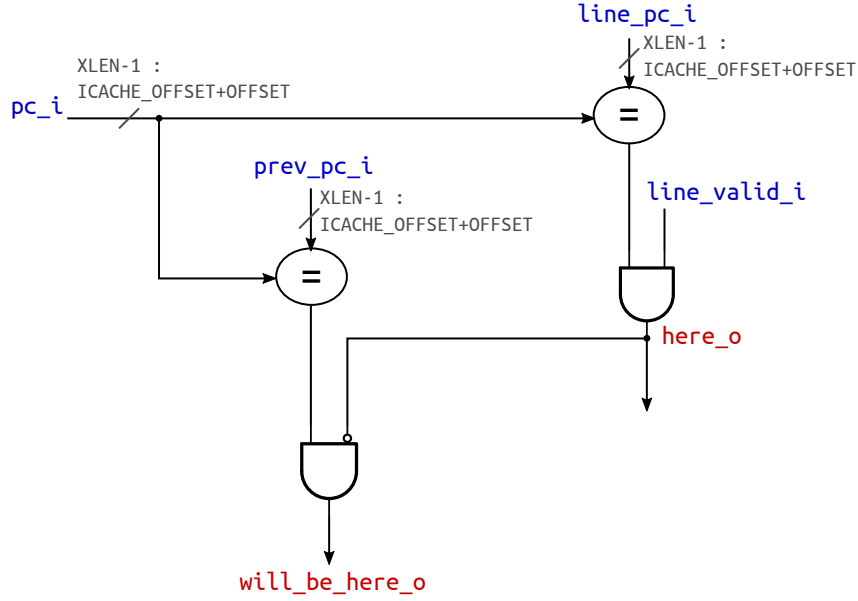 line_pc_i
XLEN-1 :
ICACHE_OFFSET+OFFSET
XLEN-1 :
ICACHE_OFFSET+OFFSET
pc_i
=
prev_pc_i
XLEN-1 :
ICACHE_OFFSET+OFFSET
line_valid_i
=
here_o
will_be_here_o